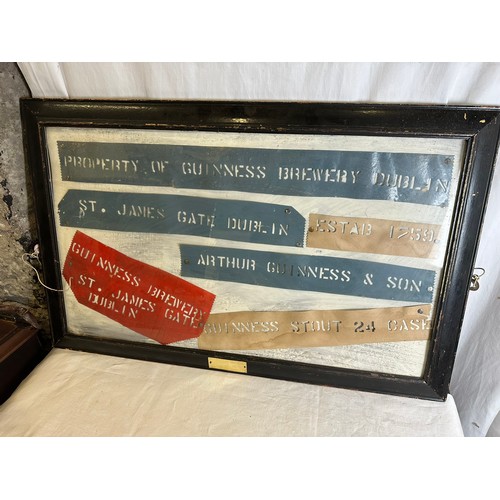 PROPERTY OF GUINNESS BREWERY DUBLIN
ST. JAMES GATE DUBLIN
ESTAB 1759
ARTHUR GUINNESS & SON
GUINNESS BREWERY
ST. JAMES GATE
DUBLIN
GUINNESS STOUT 24 CASE